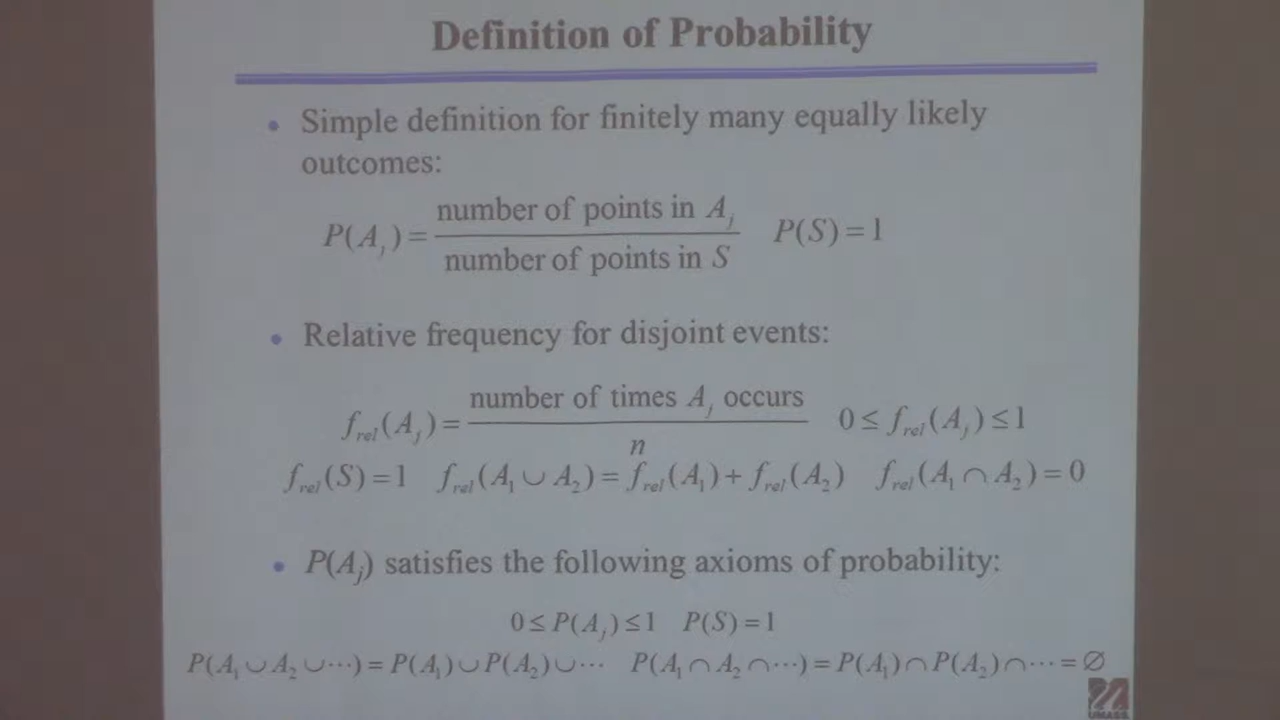 Definition of Probability
• Simple definition for finitely many equally likely
outcomes:
P(A_j) = number of points in A_j / number of points in S   P(S) = 1
• Relative frequency for disjoint events:
f_rel(A_j) = number of times A_j occurs / n   0 ≤ f_rel(A_j) ≤ 1
f_rel(S) = 1   f_rel(A_1 ∪ A_2) = f_rel(A_1) + f_rel(A_2)   f_rel(A_1 ∩ A_2) = 0
• P(A_j) satisfies the following axioms of probability:
0 ≤ P(A_j) ≤ 1   P(S) = 1
P(A_1 ∪ A_2 ∪ ⋯) = P(A_1) ∪ P(A_2) ∪ ⋯   P(A_1 ∩ A_2 ∩ ⋯) = P(A_1) ∩ P(A_2) ∩ ⋯ = ∅
UMASS